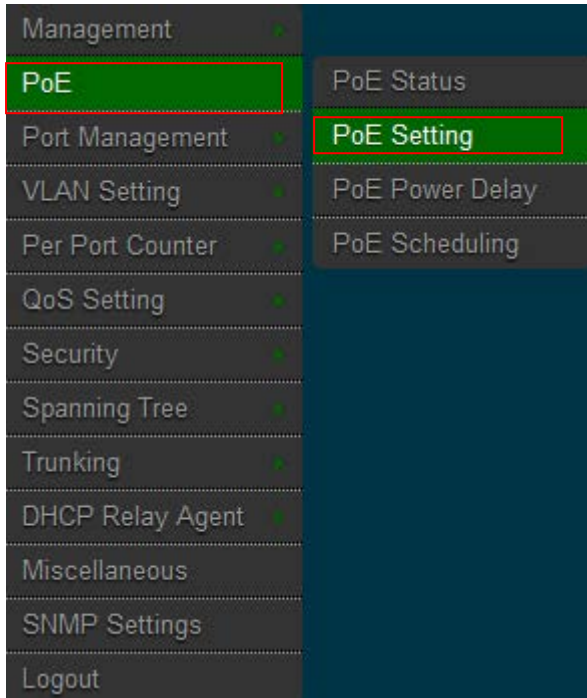 Management
PoE
Port Management
VLAN Setting
Per Port Counter
QoS Setting
Security
Spanning Tree
Trunking
DHCP Relay Agent
Miscellaneous
SNMP Settings
Logout
PoE Status
PoE Setting
PoE Power Delay
PoE Scheduling